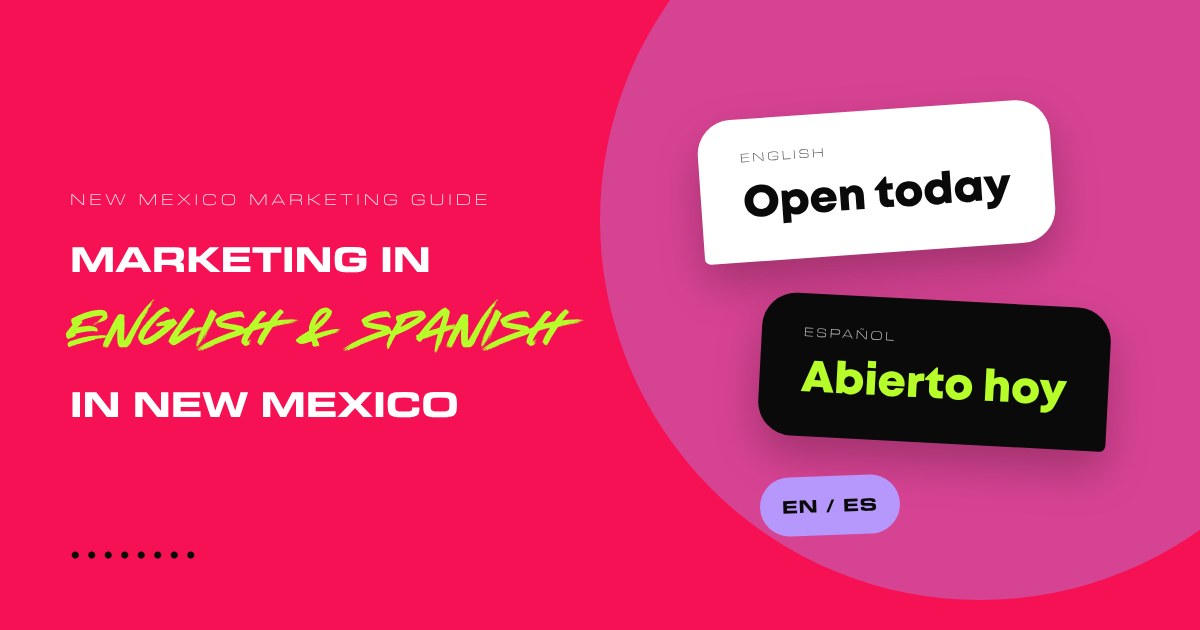 NEW MEXICO MARKETING GUIDE
MARKETING IN
ENGLISH & SPANISH
IN NEW MEXICO
ENGLISH
Open today
ESPAÑOL
Abierto hoy
EN / ES